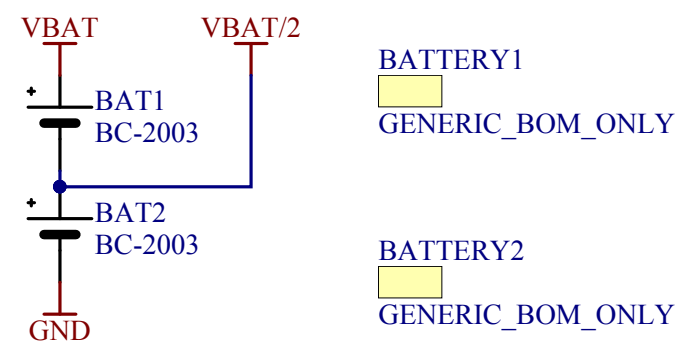 VBAT
VBAT/2
BATTERY1
BAT1
BC-2003
GENERIC_BOM_ONLY
BAT2
BC-2003
BATTERY2
GENERIC_BOM_ONLY
GND